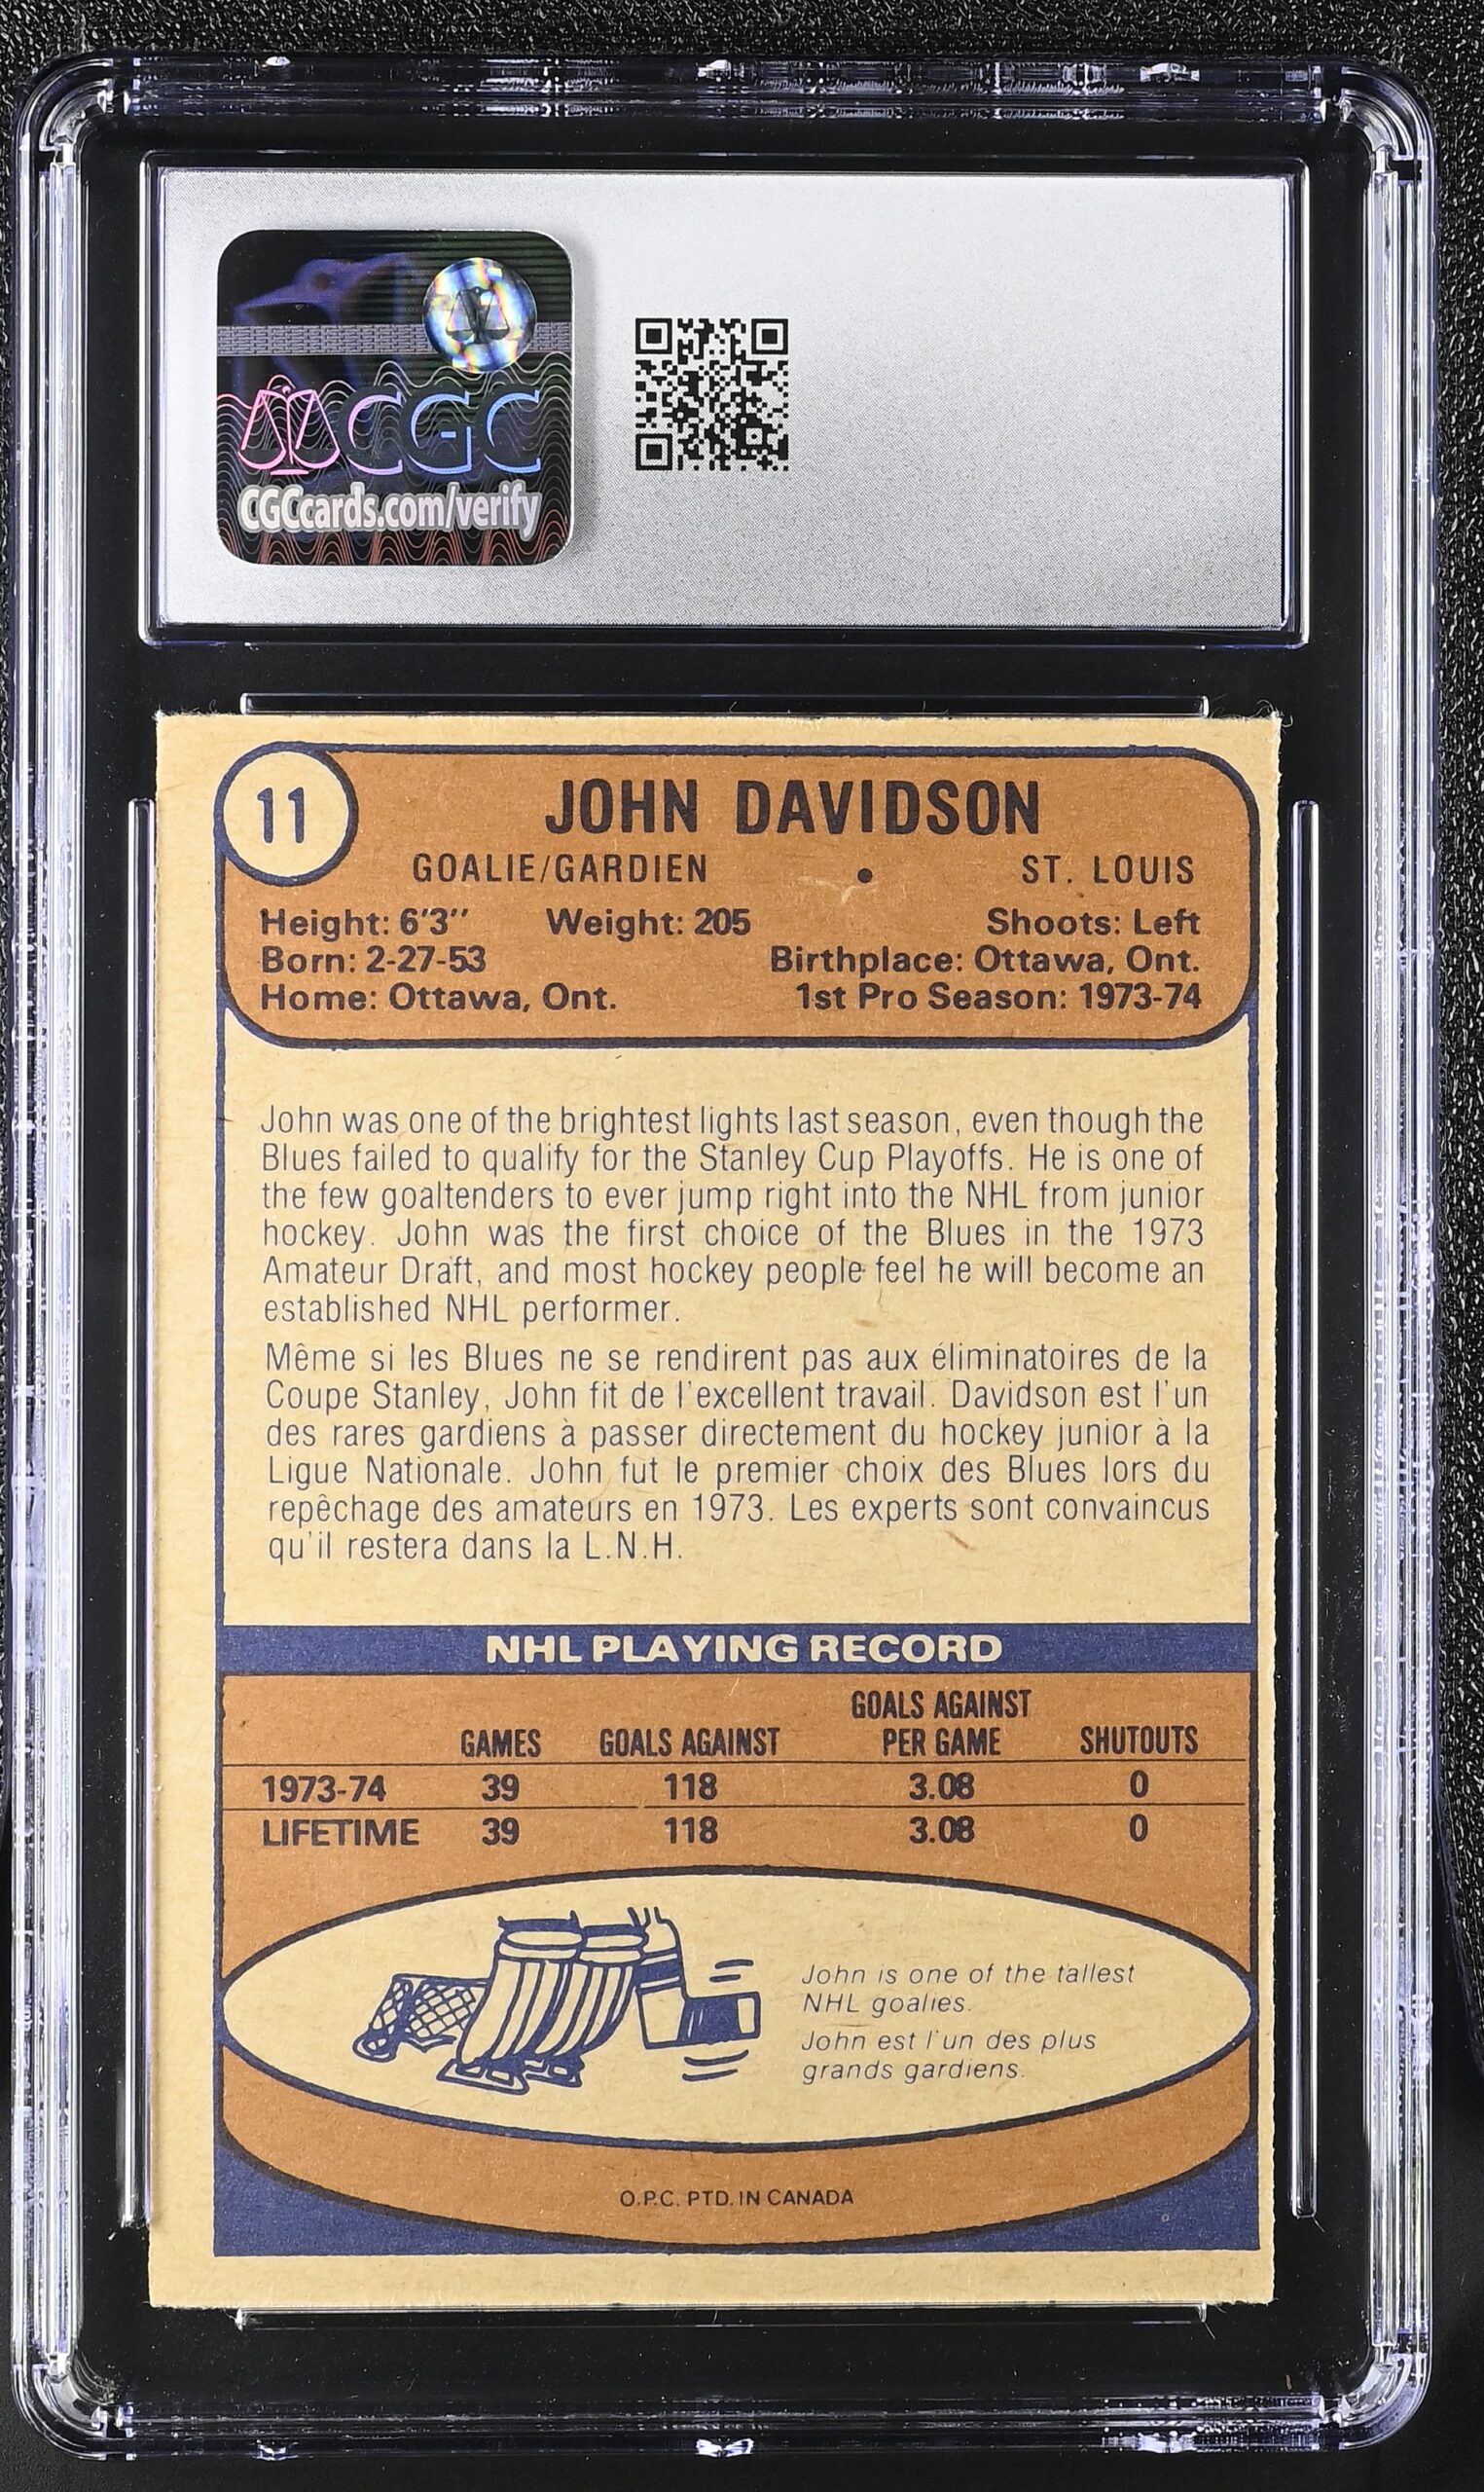 CGC
CGCcards.com/verify
11
JOHN DAVIDSON
GOALIE/GARDIEN • ST. LOUIS
Height: 6'3'' Weight: 205 Shoots: Left
Born: 2-27-53 Birthplace: Ottawa, Ont.
Home: Ottawa, Ont. 1st Pro Season: 1973-74
John was one of the brightest lights last season, even though the
Blues failed to qualify for the Stanley Cup Playoffs. He is one of
the few goaltenders to ever jump right into the NHL from junior
hockey. John was the first choice of the Blues in the 1973
Amateur Draft, and most hockey people feel he will become an
established NHL performer.
Même si les Blues ne se rendirent pas aux éliminatoires de la
Coupe Stanley, John fit de l'excellent travail. Davidson est l'un
des rares gardiens à passer directement du hockey junior à la
Ligue Nationale. John fut le premier choix des Blues lors du
repêchage des amateurs en 1973. Les experts sont convaincus
qu'il restera dans la L.N.H.
NHL PLAYING RECORD
GOALS AGAINST
GAMES GOALS AGAINST PER GAME SHUTOUTS
1973-74 39 118 3.08 0
LIFETIME 39 118 3.08 0
John is one of the tallest
NHL goalies.
John est l'un des plus
grands gardiens.
O.P.C. PTD. IN CANADA